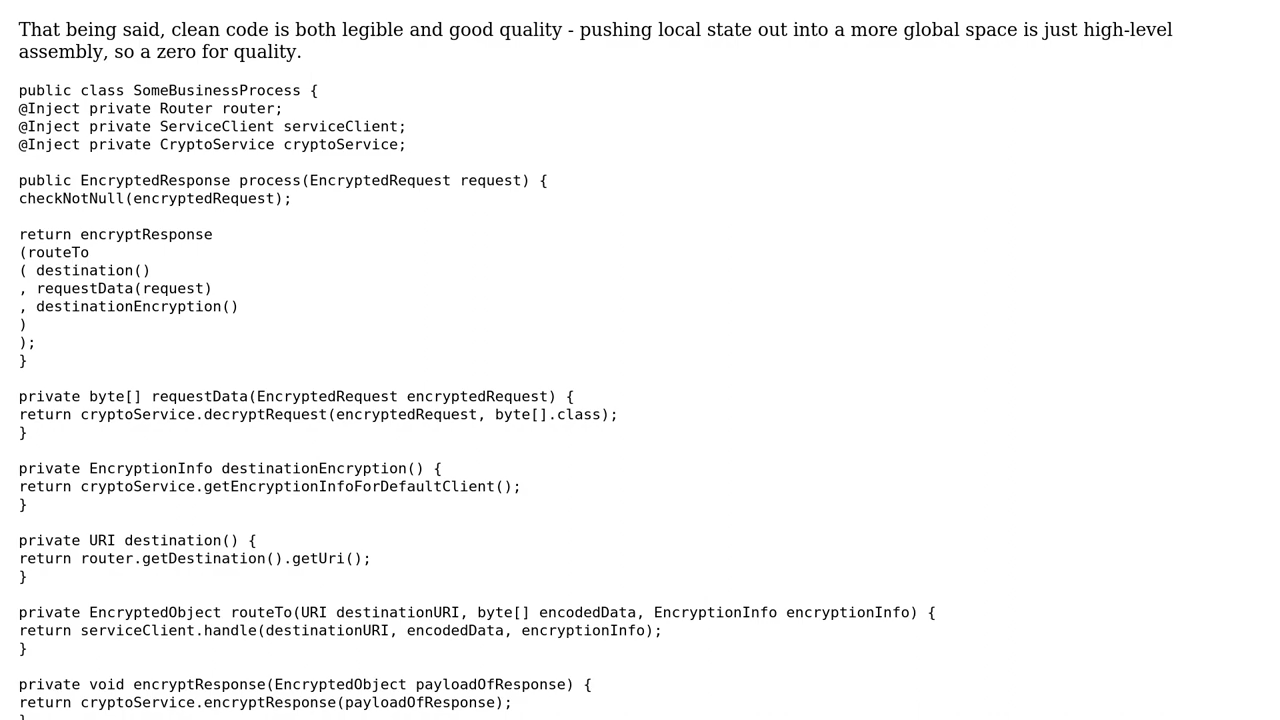 That being said, clean code is both legible and good quality - pushing local state out into a more global space is just high-level
assembly, so a zero for quality.
public class SomeBusinessProcess {
@Inject private Router router;
@Inject private ServiceClient serviceClient;
@Inject private CryptoService cryptoService;
public EncryptedResponse process(EncryptedRequest request) {
checkNotNull(encryptedRequest);
return encryptResponse
(routeTo
( destination()
, requestData(request)
, destinationEncryption()
)
);
}
private byte[] requestData(EncryptedRequest encryptedRequest) {
return cryptoService.decryptRequest(encryptedRequest, byte[].class);
}
private EncryptionInfo destinationEncryption() {
return cryptoService.getEncryptionInfoForDefaultClient();
}
private URI destination() {
return router.getDestination().getUri();
}
private EncryptedObject routeTo(URI destinationURI, byte[] encodedData, EncryptionInfo encryptionInfo) {
return serviceClient.handle(destinationURI, encodedData, encryptionInfo);
}
private void encryptResponse(EncryptedObject payloadOfResponse) {
return cryptoService.encryptResponse(payloadOfResponse);
}